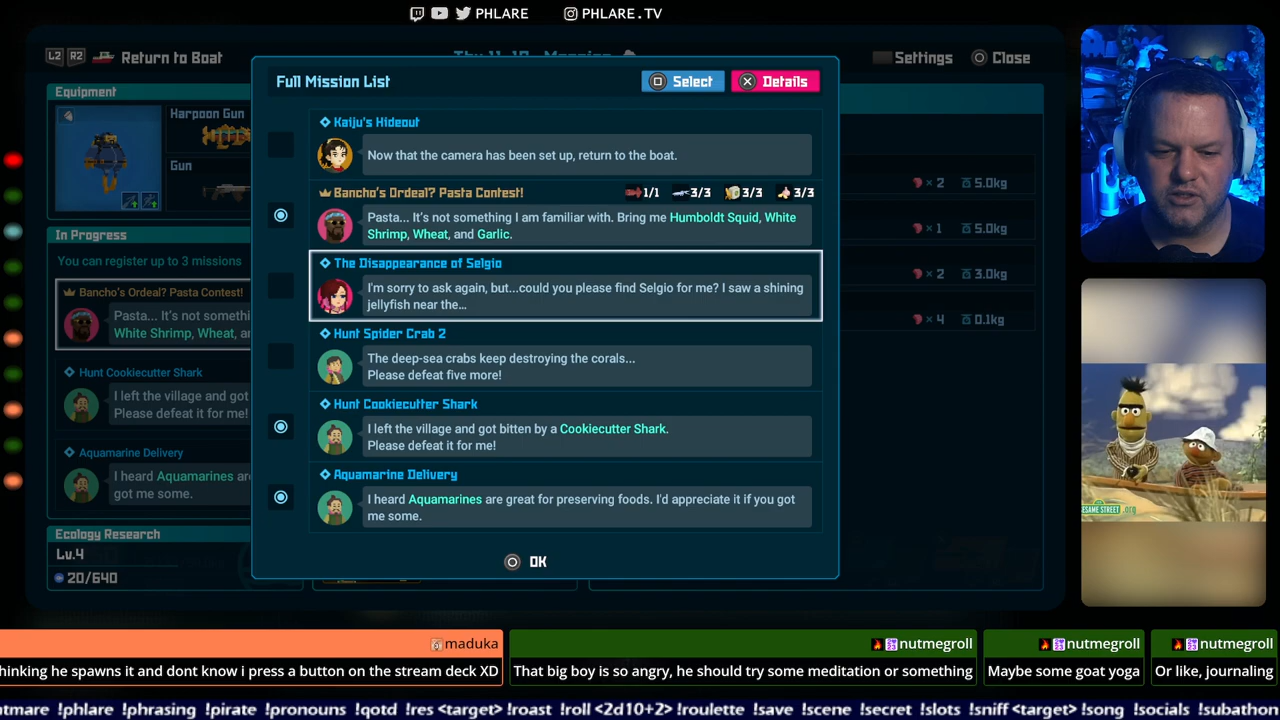 PHLARE PHLARE.TV
L2 R2 Return to Boat
Settings Close
Equipment
Harpoon Gun
Gun
In Progress
You can register up to 3 missions
Bancho's Ordeal? Pasta Contest!
Pasta... It's not somethi
White Shrimp, Wheat, a
Hunt Cookiecutter Shark
I left the village and got
Please defeat it for me!
Aquamarine Delivery
I heard Aquamarines are
got me some.
Ecology Research
Lv.4
20/640
Full Mission List
Select Details
Kaiju's Hideout
Now that the camera has been set up, return to the boat.
Bancho's Ordeal? Pasta Contest! 1/1 3/3 3/3 3/3
Pasta... It's not something I am familiar with. Bring me Humboldt Squid, White
Shrimp, Wheat, and Garlic.
The Disappearance of Selgio
I'm sorry to ask again, but...could you please find Selgio for me? I saw a shining
jellyfish near the...
Hunt Spider Crab 2
The deep-sea crabs keep destroying the corals...
Please defeat five more!
Hunt Cookiecutter Shark
I left the village and got bitten by a Cookiecutter Shark.
Please defeat it for me!
Aquamarine Delivery
I heard Aquamarines are great for preserving foods. I'd appreciate it if you got
me some.
OK
× 2 5.0kg
× 1 5.0kg
× 2 3.0kg
× 4 0.1kg
SESAME STREET.org
maduka
hinking he spawns it and dont know i press a button on the stream deck XD
nutmegroll
That big boy is so angry, he should try some meditation or something
nutmegroll
Maybe some goat yoga
nutmegroll
Or like, journaling
tmare !phlare !phrasing !pirate !pronouns !qotd !res <target> !roast !roll <2d10+2> !roulette !save !scene !secret !slots !sniff <target> !song !socials !subathon